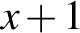 x + 1